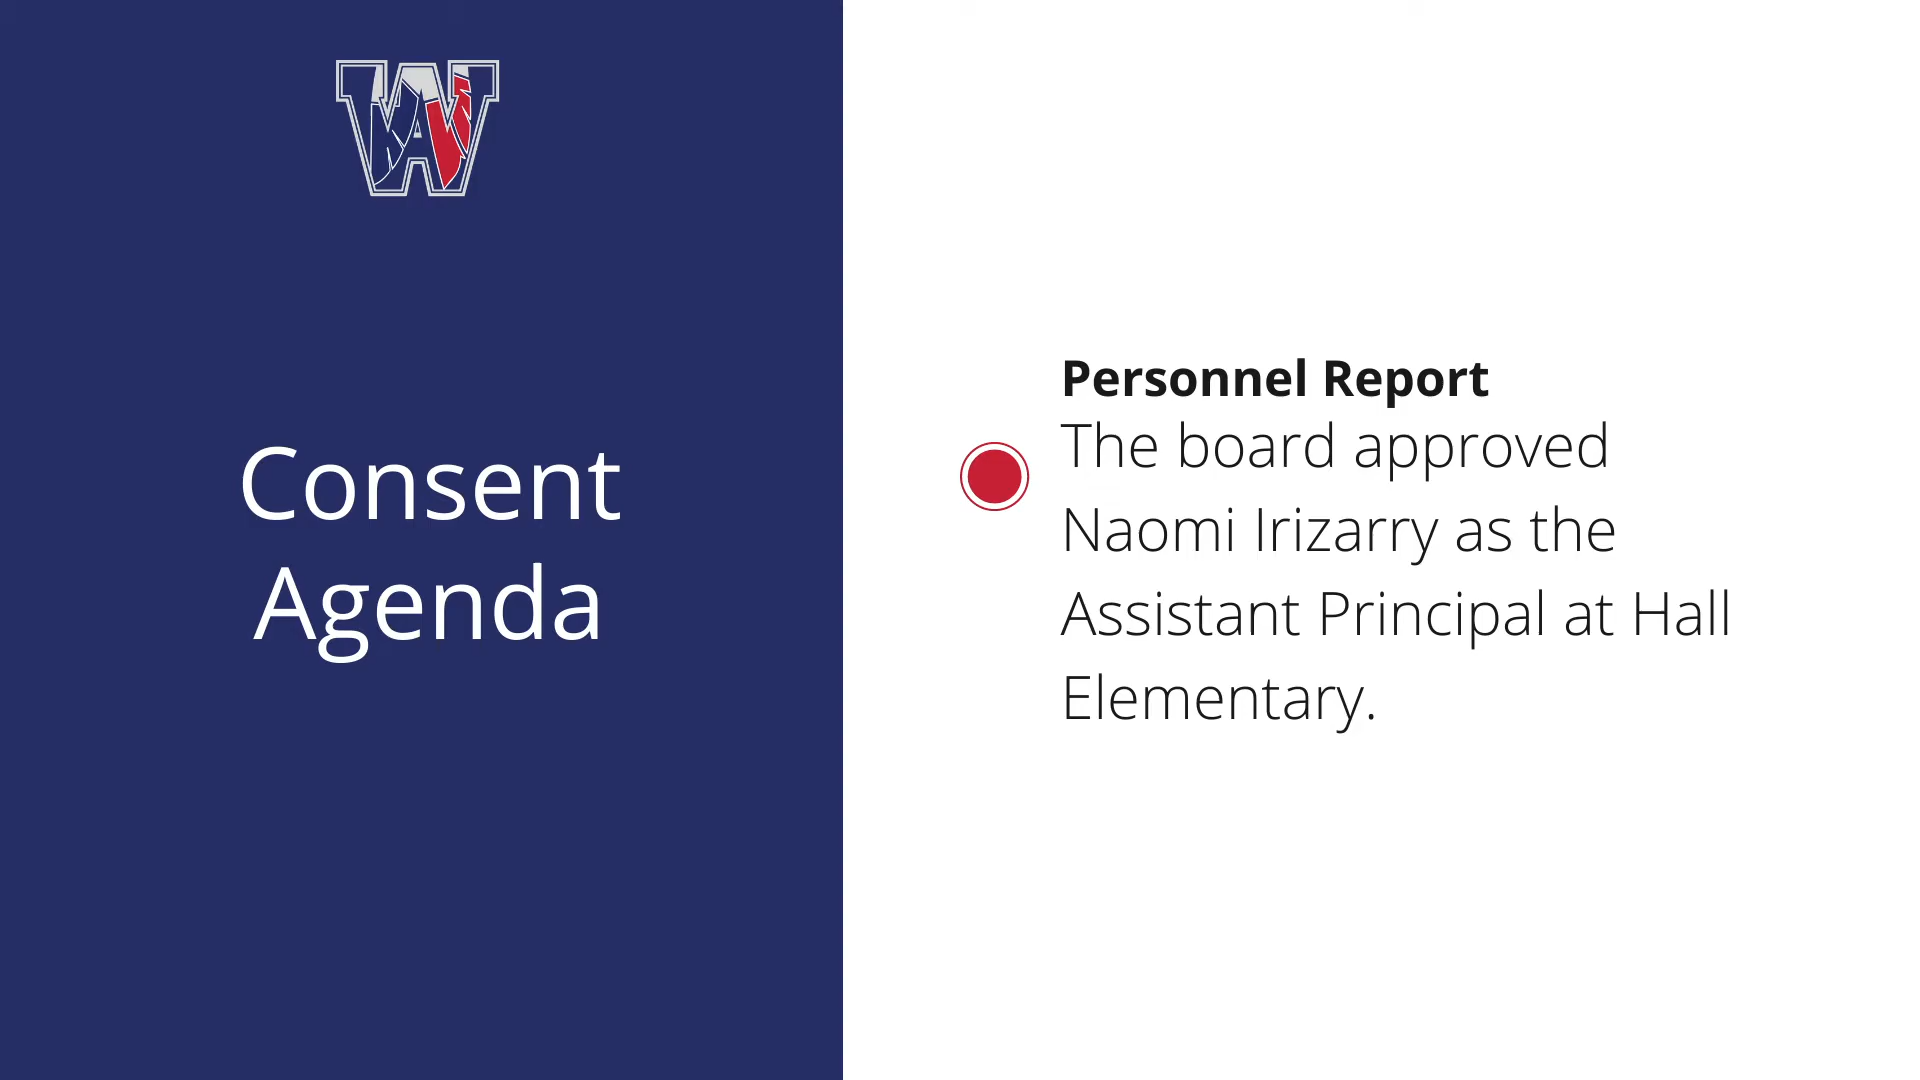 Consent
Agenda
Personnel Report
The board approved
Naomi Irizarry as the
Assistant Principal at Hall
Elementary.